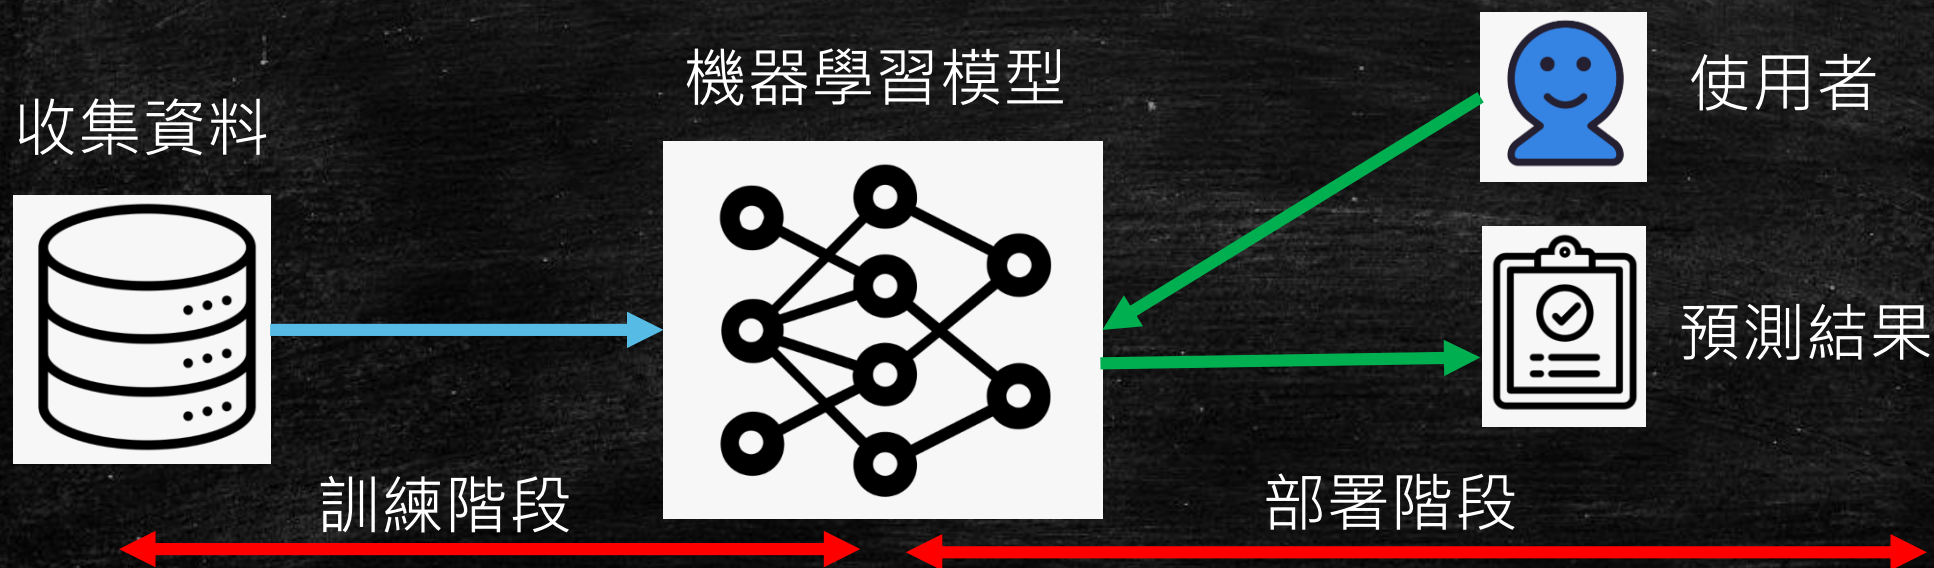 收集資料
機器學習模型
使用者
預測結果
訓練階段
部署階段